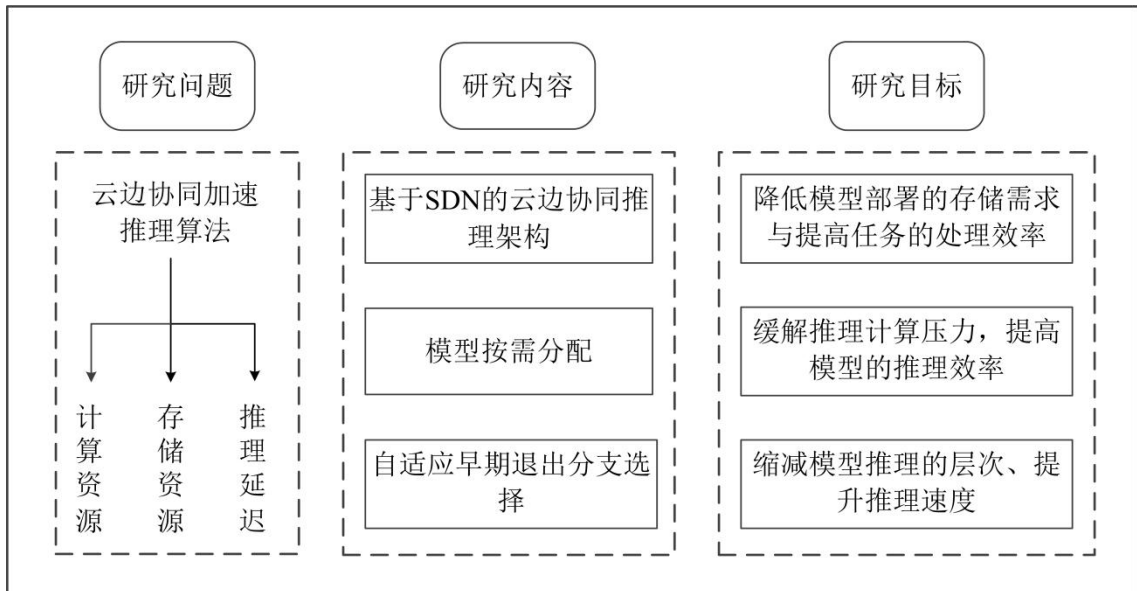 研究问题
研究内容
研究目标
云边协同加速
推理算法
计算资源
存储资源
推理延迟
基于SDN的云边协同推
理架构
模型按需分配
自适应早期退出分支选
择
降低模型部署的存储需求
与提高任务的处理效率
缓解推理计算压力，提高
模型的推理效率
缩减模型推理的层次、提
升推理速度